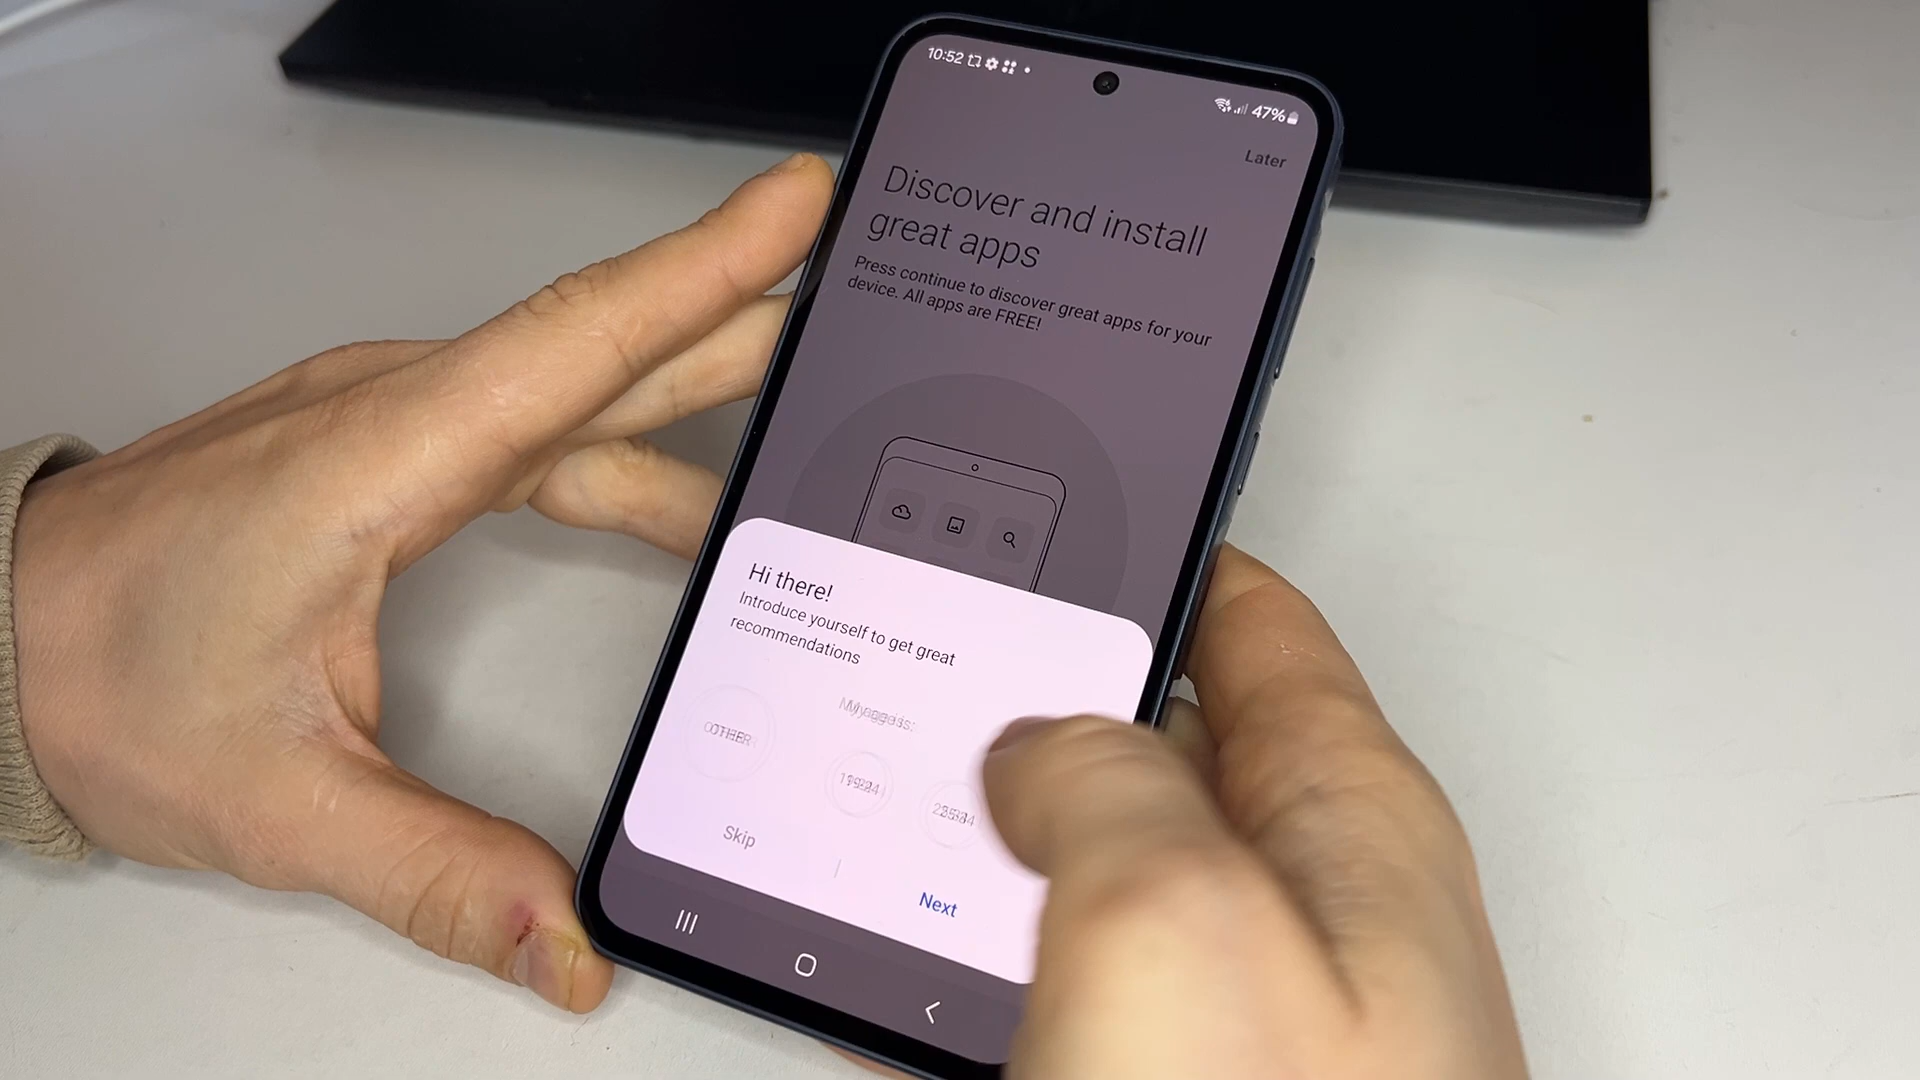 10:52
47%
Later
Discover and install
great apps
Press continue to discover great apps for your
device. All apps are FREE!
Hi there!
Introduce yourself to get great
recommendations
OTHER
Skip
Next